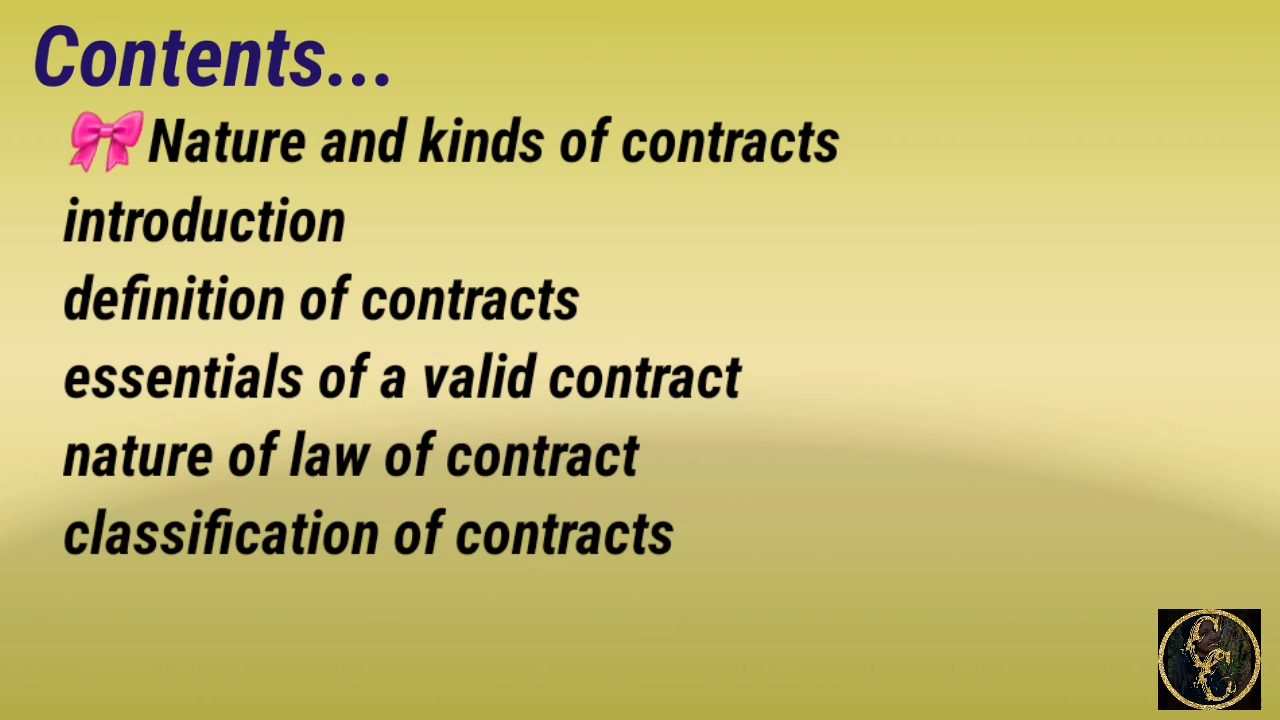 Contents...
🎀Nature and kinds of contracts
introduction
definition of contracts
essentials of a valid contract
nature of law of contract
classification of contracts